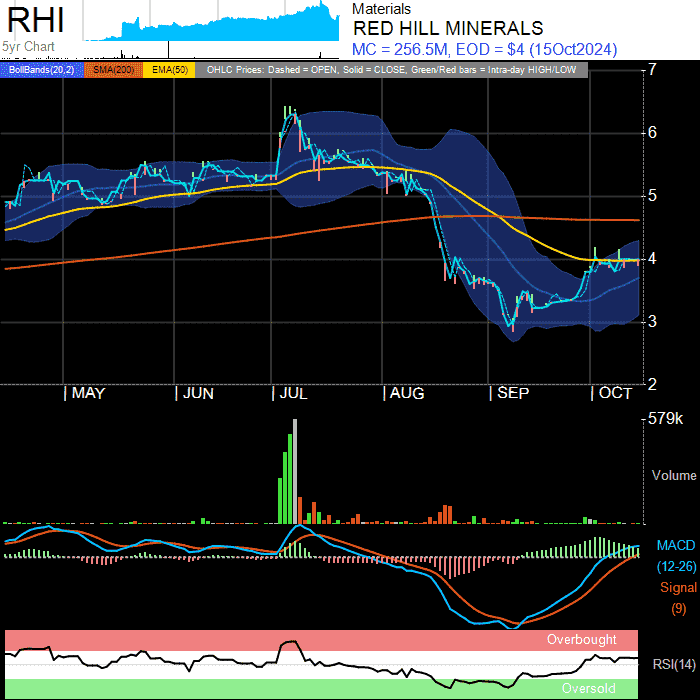 RHI
5yr Chart
Materials
RED HILL MINERALS
MC = 256.5M, EOD = $4 (15Oct2024)
BollBands(20,2) SMA(200) EMA(50) OHLC Prices: Dashed = OPEN, Solid = CLOSE, Green/Red bars = Intra-day HIGH/LOW
7
6
5
4
3
2
| MAY | JUN | JUL | AUG | SEP | OCT
579k
Volume
MACD
(12-26)
Signal
(9)
Overbought
RSI(14)
Oversold